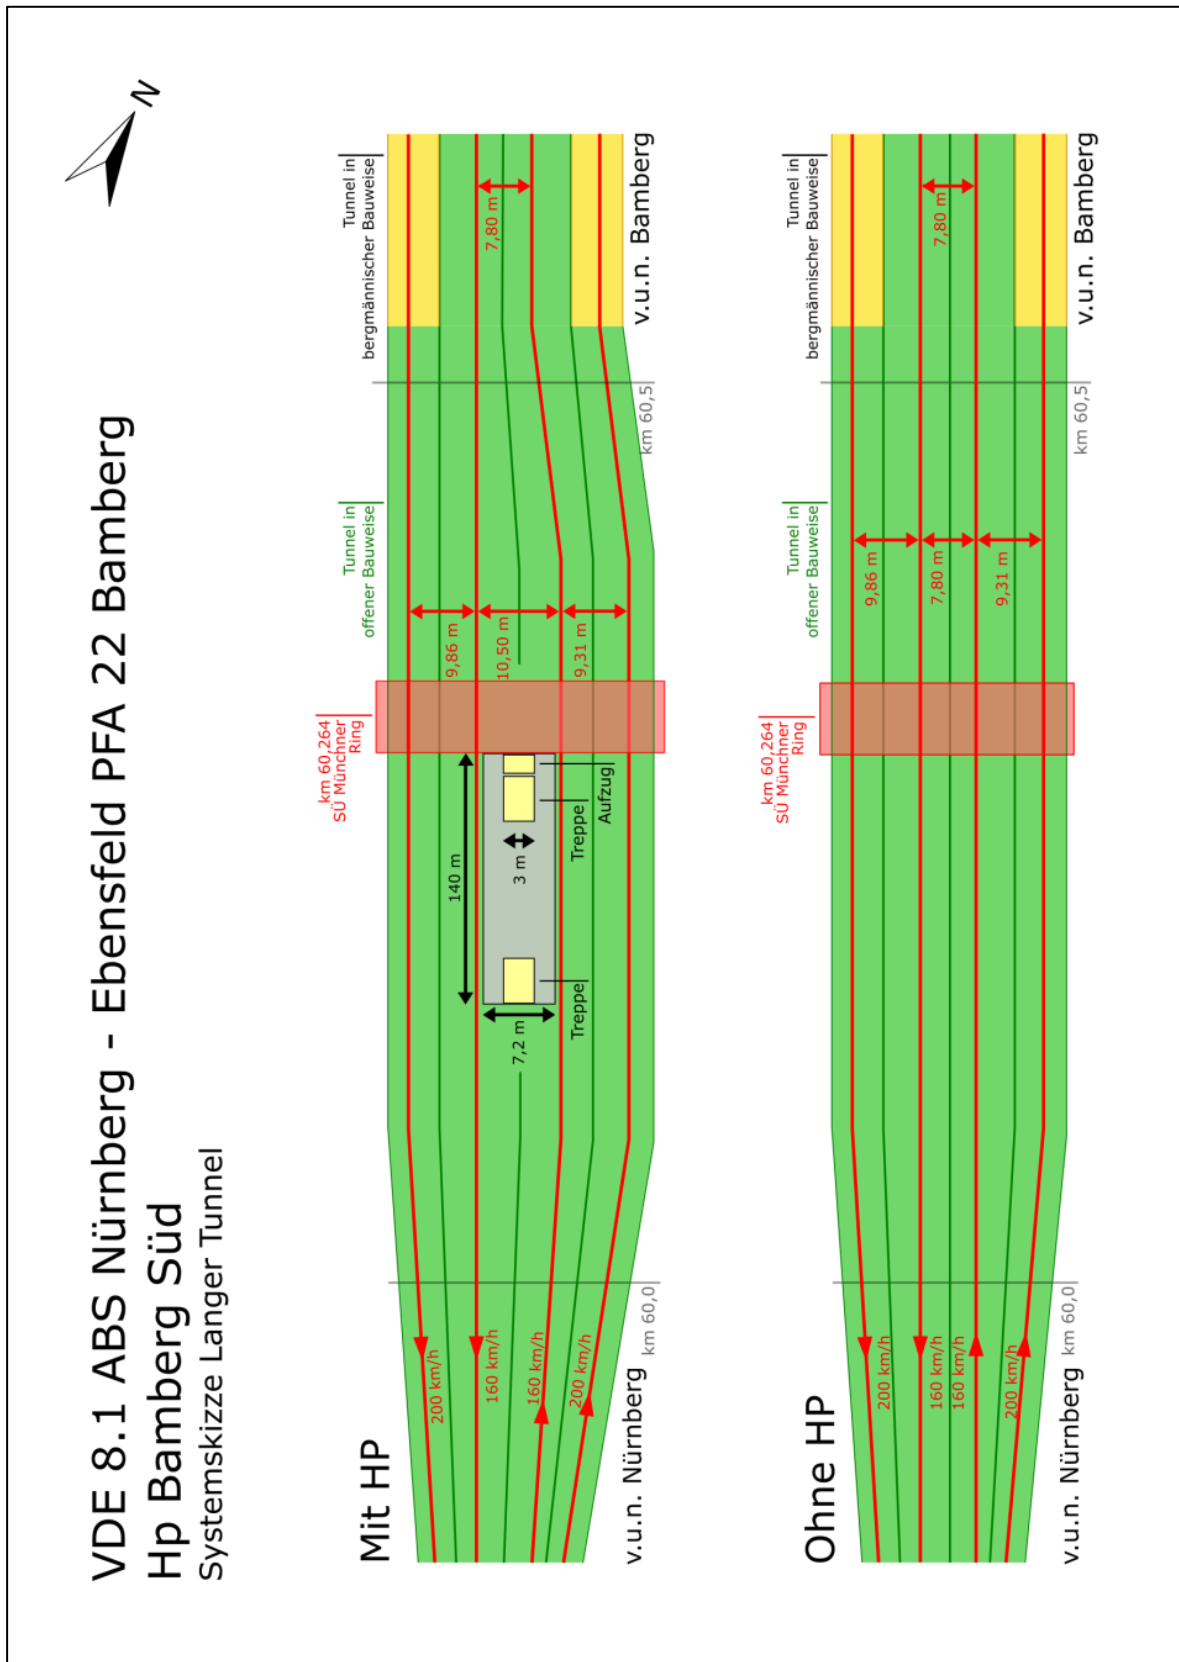 VDE 8.1 ABS Nürnberg - Ebensfeld PFA 22 Bamberg
Hp Bamberg Süd
Systemskizze Langer Tunnel
N
Mit HP
km 60,264
SÜ Münchner
Ring
Tunnel in
offener Bauweise
Tunnel in
bergmännischer Bauweise
200 km/h
160 km/h
160 km/h
200 km/h
140 m
7,2 m
3 m
Treppe
Treppe
Aufzug
9,86 m
10,50 m
9,31 m
7,80 m
v.u.n. Nürnberg
km 60,0
km 60,5
v.u.n. Bamberg
Ohne HP
km 60,264
SÜ Münchner
Ring
Tunnel in
offener Bauweise
Tunnel in
bergmännischer Bauweise
200 km/h
160 km/h
160 km/h
200 km/h
9,86 m
7,80 m
9,31 m
7,80 m
v.u.n. Nürnberg
km 60,0
km 60,5
v.u.n. Bamberg